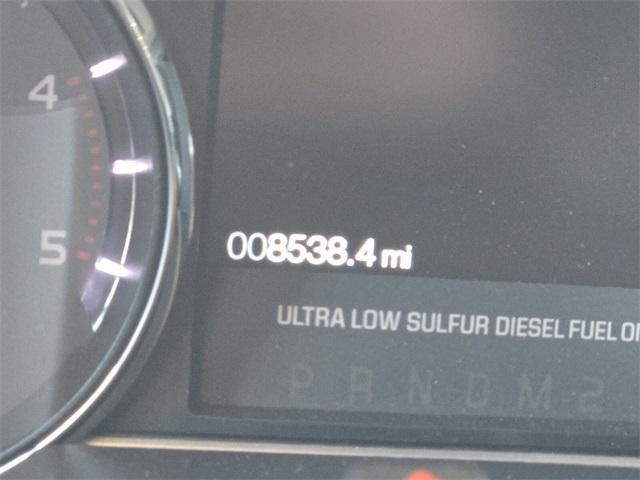 4
5
008538.4 mi
ULTRA LOW SULFUR DIESEL FUEL ON
P R N D M 2